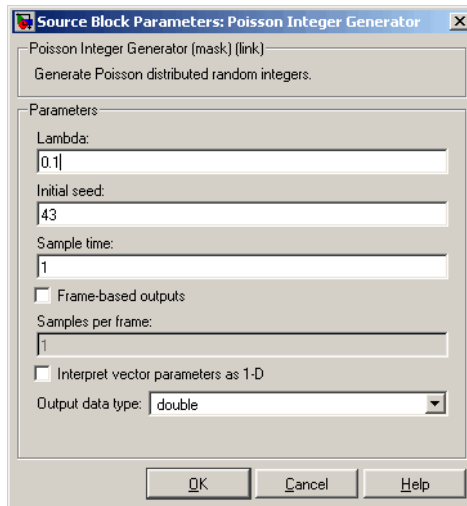 Source Block Parameters: Poisson Integer Generator
Poisson Integer Generator (mask) (link)
Generate Poisson distributed random integers.
Parameters
Lambda:
0.1
Initial seed:
43
Sample time:
1
Frame-based outputs
Samples per frame:
1
Interpret vector parameters as 1-D
Output data type: double
OK Cancel Help